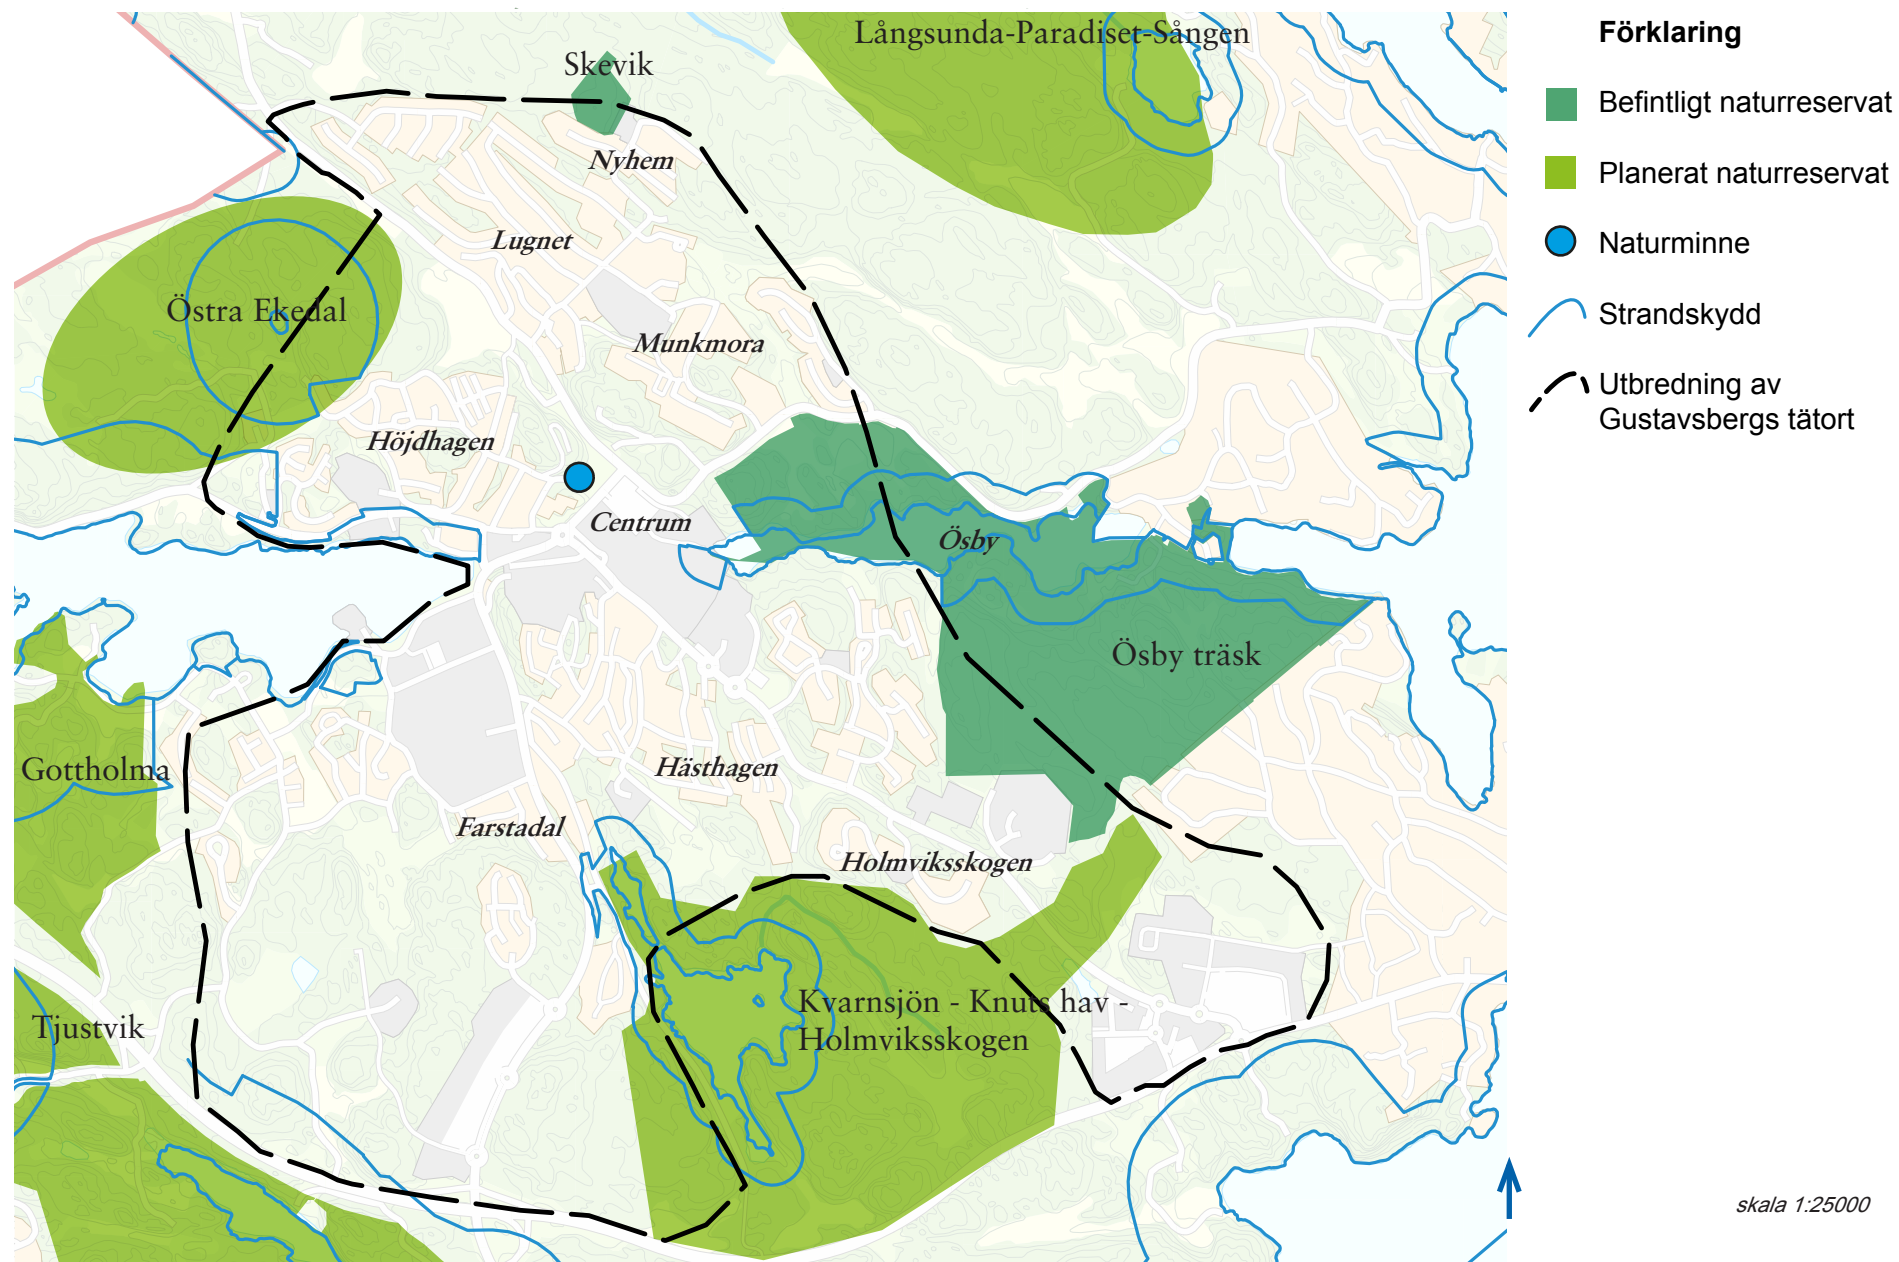 Långsunda-Paradiset-Sången
Skevik
Nyhem
Lugnet
Östra Ekedal
Munkmora
Höjdhagen
Centrum
Ösby
Ösby träsk
Gottholma
Hästhagen
Farstadal
Holmviksskogen
Kvarnsjön - Knuts hav -
Holmviksskogen
Tjustvik
Förklaring
Befintligt naturreservat
Planerat naturreservat
Naturminne
Strandskydd
Utbredning av
Gustavsbergs tätort
skala 1:25000